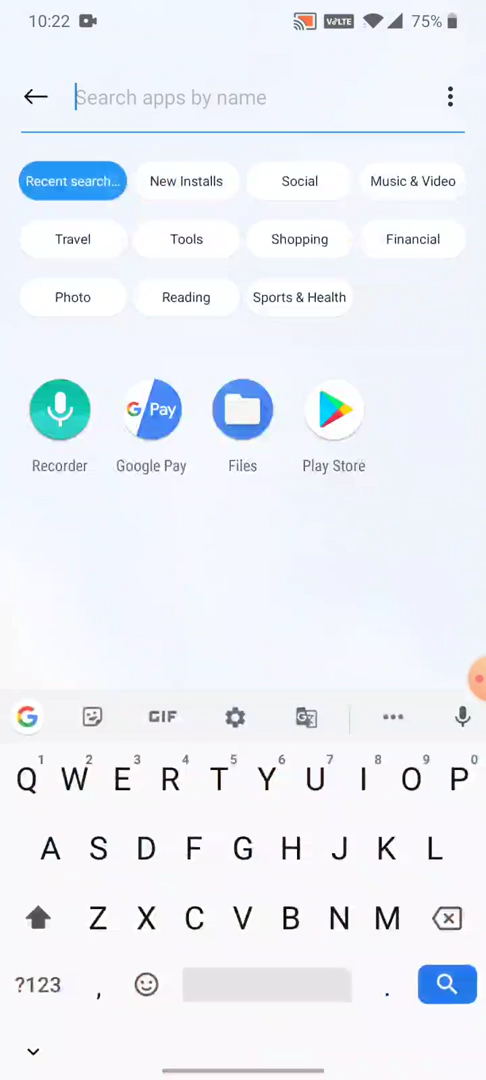 10:22 VoLTE 75%
Search apps by name
Recent search... New Installs Social Music & Video
Travel Tools Shopping Financial
Photo Reading Sports & Health
G Pay
Recorder Google Pay Files Play Store
G GIF
1 2 3 4 5 6 7 8 9 0
Q W E R T Y U I O P
A S D F G H J K L
Z X C V B N M
?123 , .